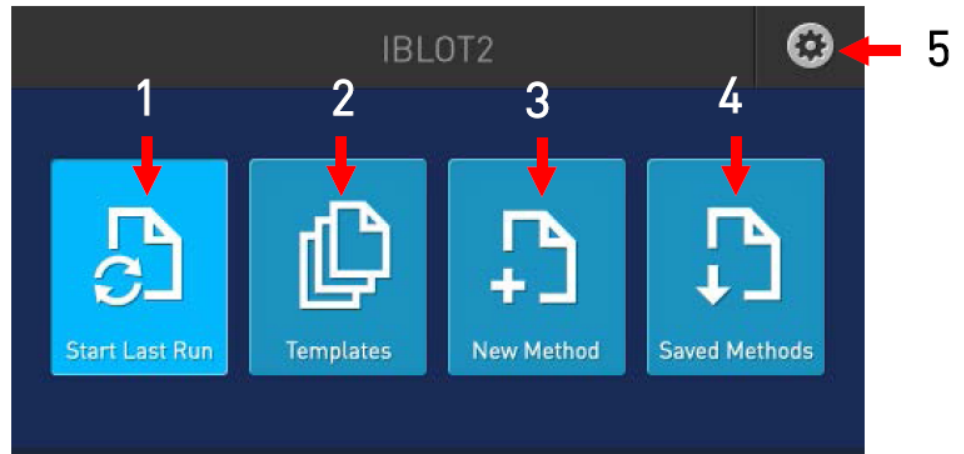 IBLOT2
5
1
2
3
4
Start Last Run
Templates
New Method
Saved Methods